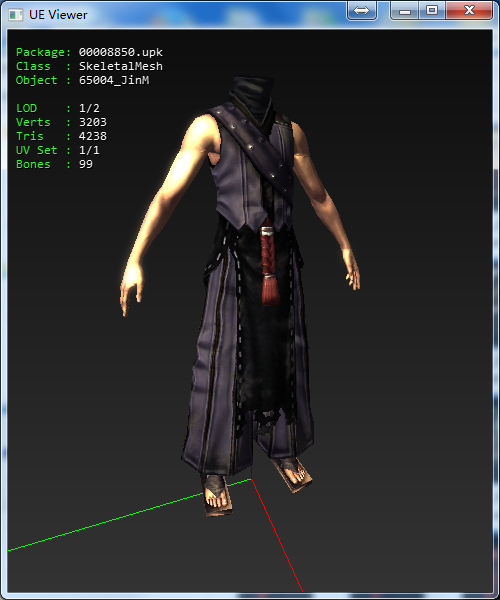 UE Viewer
Package: 00008850.upk
Class : SkeletalMesh
Object : 65004_JinM
LOD : 1/2
Verts : 3203
Tris : 4238
UV Set : 1/1
Bones : 99